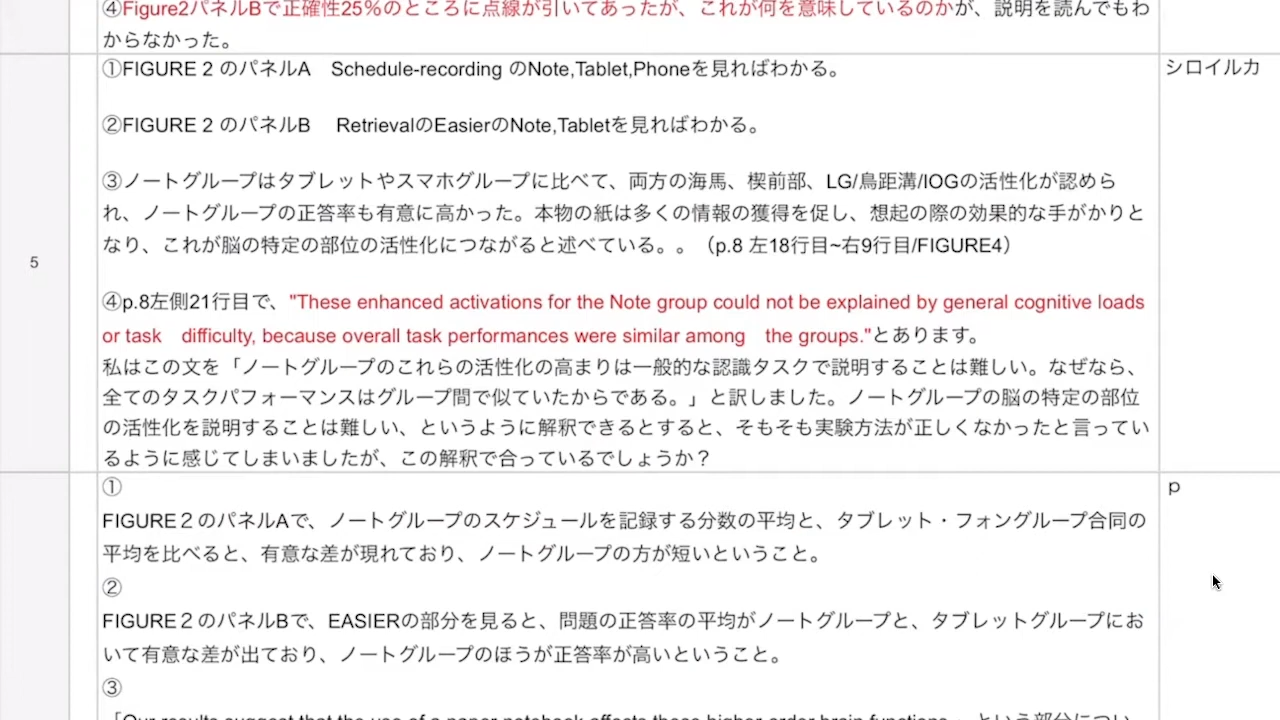 ④Figure2パネルBで正確性25%のところに点線が引いてあったが、これが何を意味しているのかが、説明を読んでもわ
からなかった。
①FIGURE 2 のパネルA　Schedule-recording のNote,Tablet,Phoneを見ればわかる。
シロイルカ
②FIGURE 2 のパネルB　 RetrievalのEasierのNote,Tabletを見ればわかる。
③ノートグループはタブレットやスマホグループに比べて、両方の海馬、楔前部、LG/鳥距溝/IOGの活性化が認めら
れ、ノートグループの正答率も有意に高かった。本物の紙は多くの情報の獲得を促し、想起の際の効果的な手がかりと
なり、これが脳の特定の部位の活性化につながると述べている。。（p.8 左18行目~右9行目/FIGURE4）
5
④p.8左側21行目で、"These enhanced activations for the Note group could not be explained by general cognitive loads
or task　difficulty, because overall task performances were similar among　the groups."とあります。
私はこの文を「ノートグループのこれらの活性化の高まりは一般的な認識タスクで説明することは難しい。なぜなら、
全てのタスクパフォーマンスはグループ間で似ていたからである。」と訳しました。ノートグループの脳の特定の部位
の活性化を説明することは難しい、というように解釈できるとすると、そもそも実験方法が正しくなかったと言ってい
るように感じてしまいましたが、この解釈で合っているでしょうか？
①
p
FIGURE２のパネルAで、ノートグループのスケジュールを記録する分数の平均と、タブレット・フォングループ合同の
平均を比べると、有意な差が現れており、ノートグループの方が短いということ。
②
FIGURE２のパネルBで、EASIERの部分を見ると、問題の正答率の平均がノートグループと、タブレットグループにお
いて有意な差が出ており、ノートグループのほうが正答率が高いということ。
③
「Our results suggest that the use of a paper notebook affects these higher-order brain functions.」という部分につい